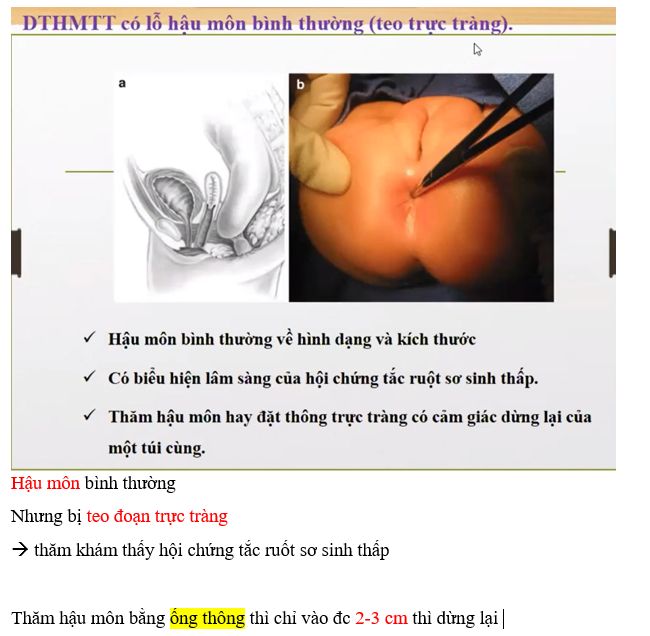 DTHMTT có lỗ hậu môn bình thường (teo trực tràng).
a
b
Hậu môn bình thường về hình dạng và kích thước
Có biểu hiện lâm sàng của hội chứng tắc ruột sơ sinh thấp.
Thăm hậu môn hay đặt thông trực tràng có cảm giác dừng lại của
một túi cùng.
Hậu môn bình thường
Nhưng bị teo đoạn trực tràng
→ thăm khám thấy hội chứng tắc ruốt sơ sinh thấp
Thăm hậu môn bằng ống thông thì chỉ vào đc 2-3 cm thì dừng lại